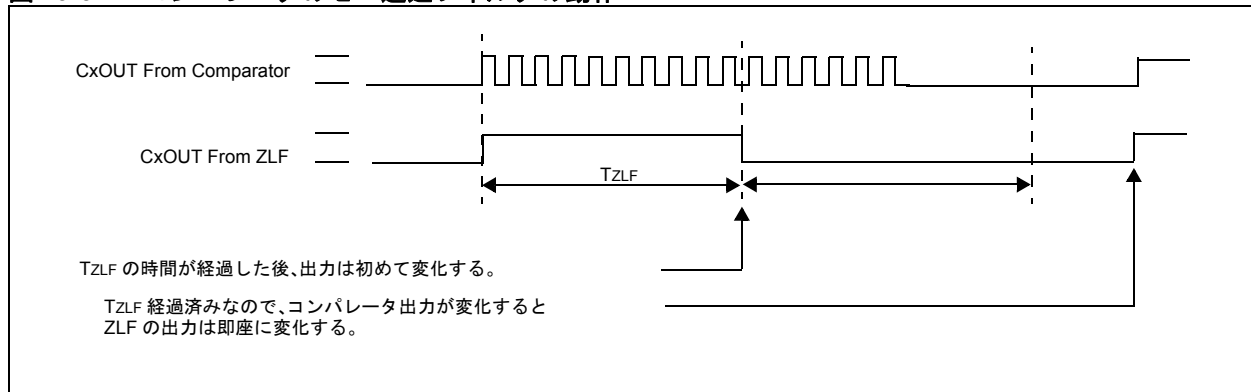 CxOUT From Comparator
CxOUT From ZLF
TZLF
TZLF の時間が経過した後、出力は初めて変化する。
TZLF 経過済みなので、コンパレータ出力が変化すると
ZLF の出力は即座に変化する。